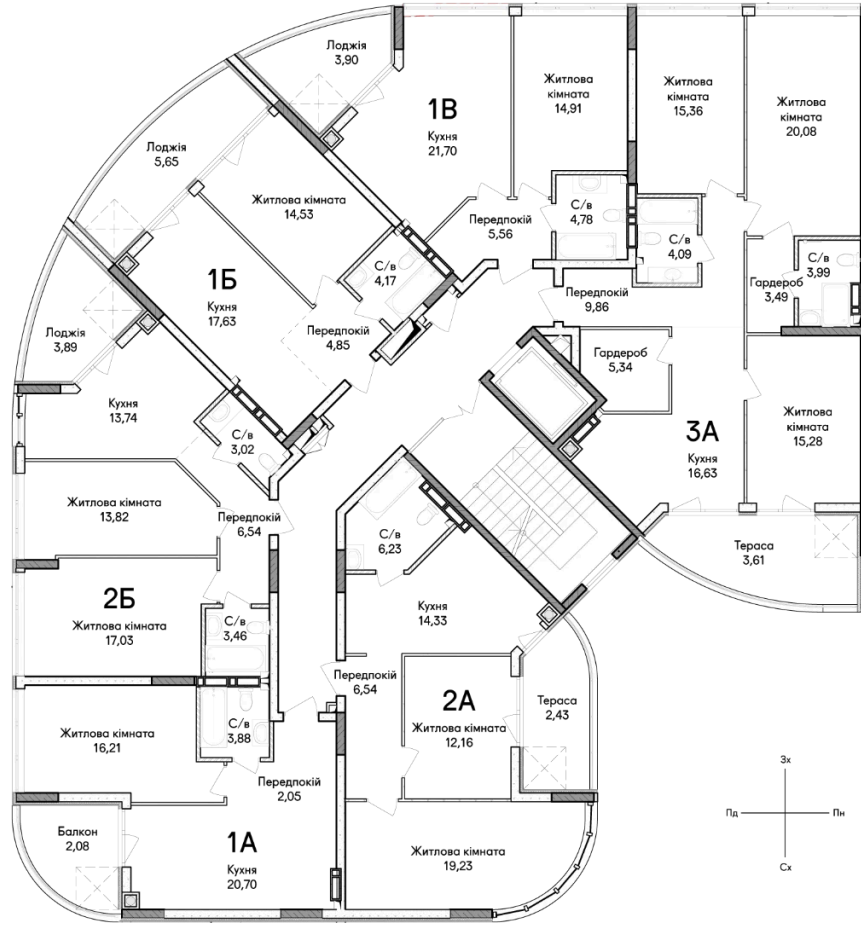 Лоджія
3,90
1В
Кухня
21,70
Житлова
кімната
14,91
Житлова
кімната
15,36
Житлова
кімната
20,08
Лоджія
5,65
Житлова кімната
14,53
Передпокій
5,56
С/в
4,78
С/в
4,09
С/в
3,99
Гардероб
3,49
1Б
Кухня
17,63
С/в
4,17
Передпокій
4,85
Передпокій
9,86
Лоджія
3,89
Гардероб
5,34
Кухня
13,74
С/в
3,02
3А
Кухня
16,63
Житлова
кімната
15,28
Житлова кімната
13,82
Передпокій
6,54
С/в
6,23
Тераса
3,61
2Б
Житлова кімната
17,03
С/в
3,46
Кухня
14,33
Передпокій
6,54
2А
Житлова кімната
12,16
Тераса
2,43
Житлова кімната
16,21
С/в
3,88
Передпокій
2,05
Балкон
2,08
1А
Кухня
20,70
Житлова кімната
19,23
Зх
Пд
Пн
Сх